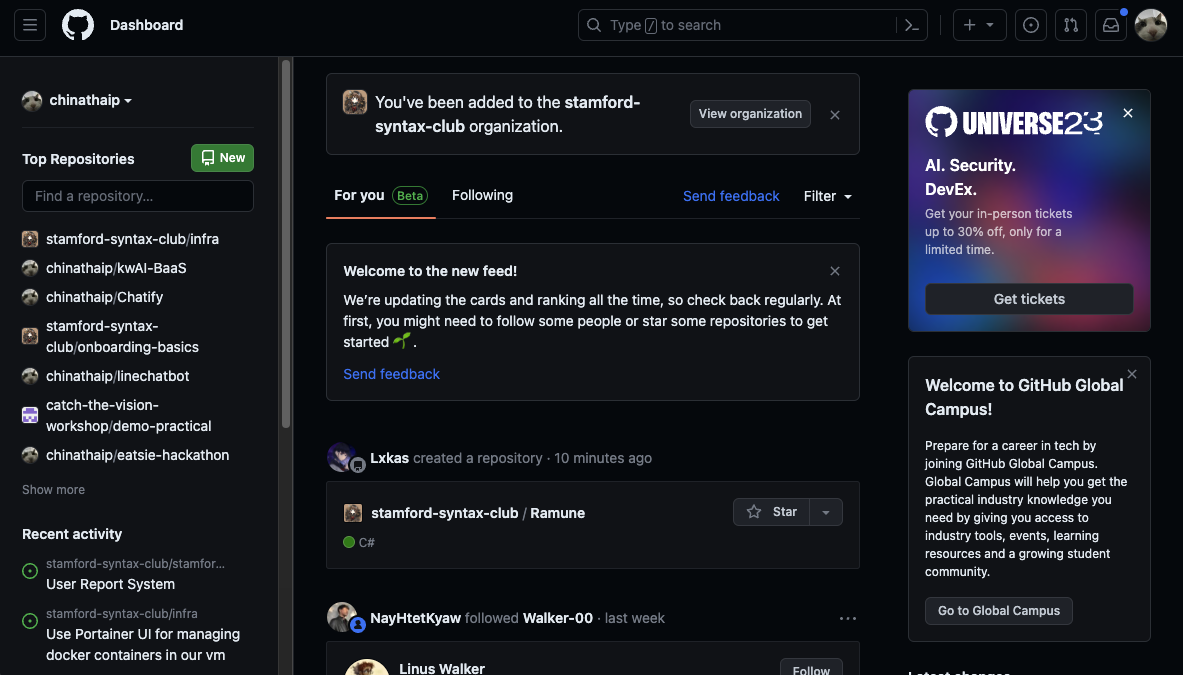 Dashboard
Type / to search
chinathaip
Top Repositories
New
Find a repository...
stamford-syntax-club/infra
chinathaip/kwAI-BaaS
chinathaip/Chatify
stamford-syntax-
club/onboarding-basics
chinathaip/linechatbot
catch-the-vision-
workshop/demo-practical
chinathaip/eatsie-hackathon
Show more
Recent activity
stamford-syntax-club/stamfor...
User Report System
stamford-syntax-club/infra
Use Portainer UI for managing
docker containers in our vm
You've been added to the stamford-
syntax-club organization.
View organization
For you Beta
Following
Send feedback
Filter
Welcome to the new feed!
We're updating the cards and ranking all the time, so check back regularly. At
first, you might need to follow some people or star some repositories to get
started 🌱 .
Send feedback
Lxkas created a repository · 10 minutes ago
stamford-syntax-club / Ramune
Star
C#
NayHtetKyaw followed Walker-00 · last week
Linus Walker
Follow
UNIVERSE23
AI. Security.
DevEx.
Get your in-person tickets
up to 30% off, only for a
limited time.
Get tickets
Welcome to GitHub Global
Campus!
Prepare for a career in tech by
joining GitHub Global Campus.
Global Campus will help you get the
practical industry knowledge you
need by giving you access to
industry tools, events, learning
resources and a growing student
community.
Go to Global Campus
Latest changes